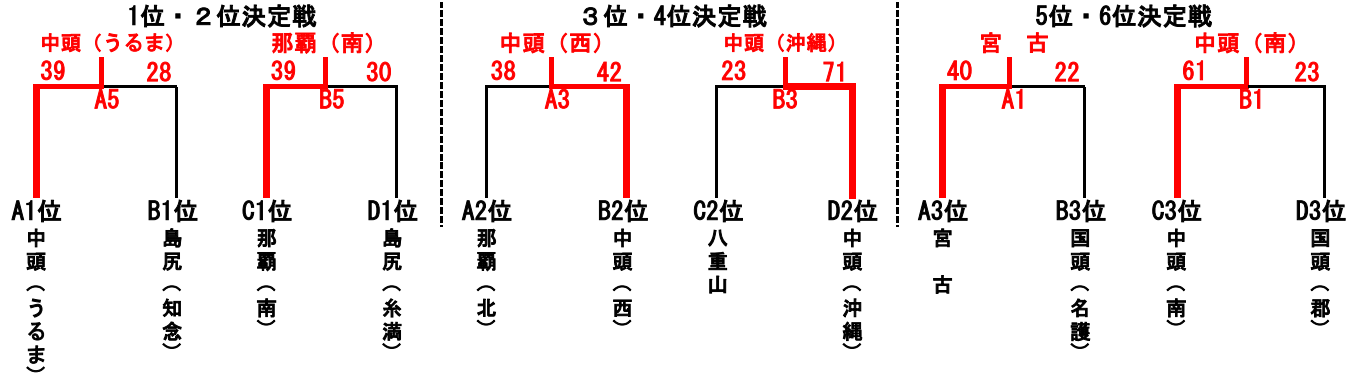 1位・２位決定戦
３位・4位決定戦
5位・6位決定戦
中頭（うるま）
那覇（南）
中頭（西）
中頭（沖縄）
宮　古
中頭（南）
39 28
39 30
38 42
23 71
40 22
61 23
A5
B5
A3
B3
A1
B1
A1位
B1位
C1位
D1位
A2位
B2位
C2位
D2位
A3位
B3位
C3位
D3位
中頭（うるま）
島尻（知念）
那覇（南）
島尻（糸満）
那覇（北）
中頭（西）
八重山
中頭（沖縄）
宮　古
国頭（名護）
中頭（南）
国頭（郡）